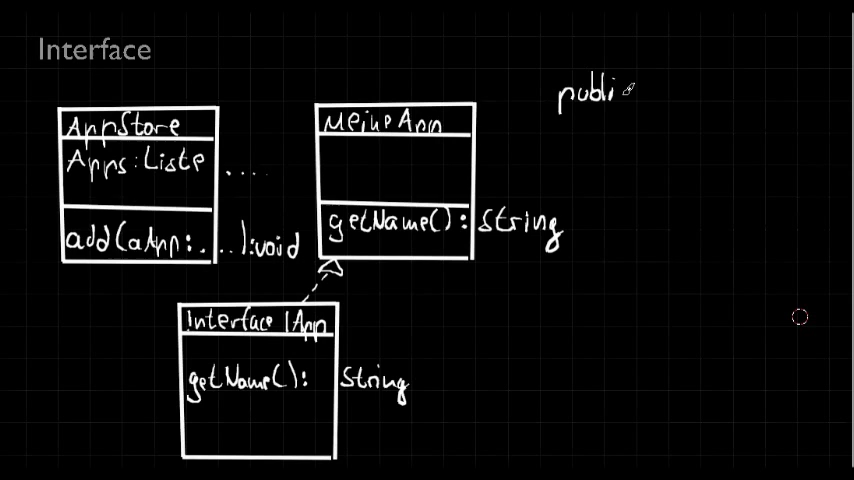 Interface
publi
AppStore
Apps:Liste ....
add(aApp:....):void
MeineApp
getName(): String
Interface IApp
getName(): String